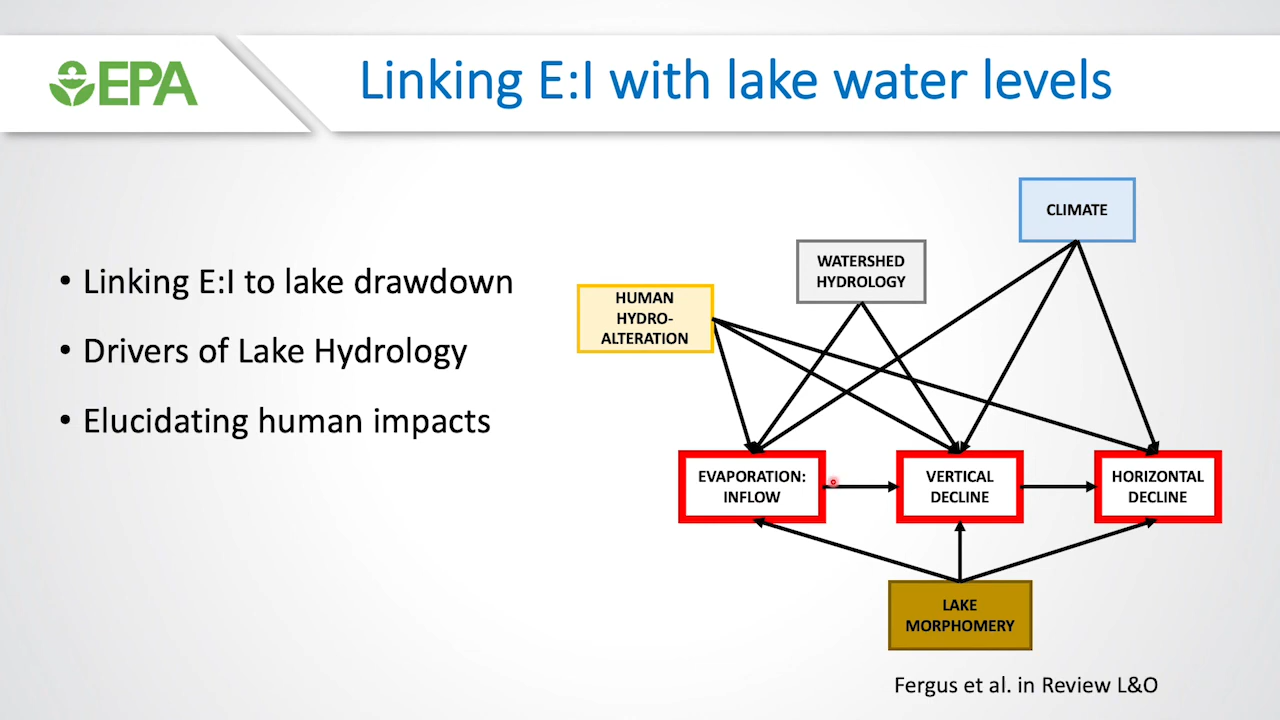 EPA
Linking E:I with lake water levels
• Linking E:I to lake drawdown
• Drivers of Lake Hydrology
• Elucidating human impacts
CLIMATE
WATERSHED
HYDROLOGY
HUMAN
HYDRO-
ALTERATION
EVAPORATION:
INFLOW
VERTICAL
DECLINE
HORIZONTAL
DECLINE
LAKE
MORPHOMERY
Fergus et al. in Review L&O